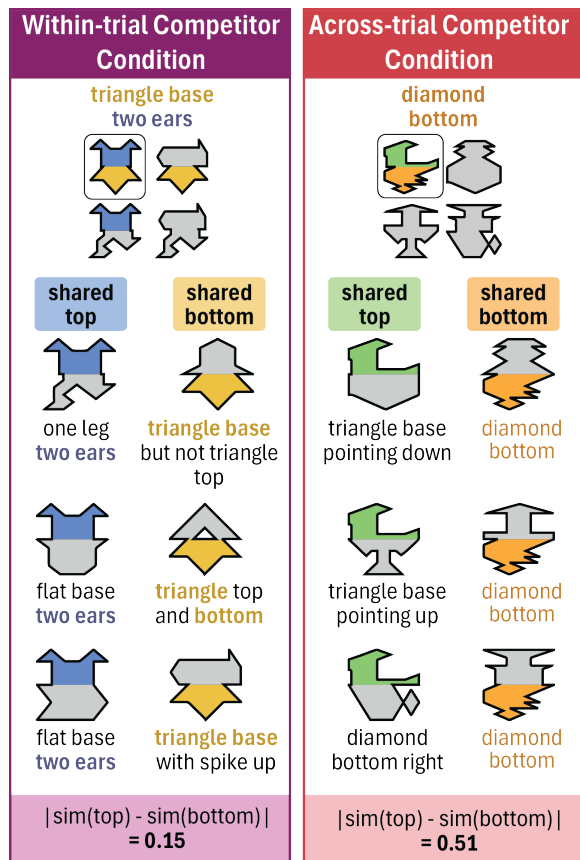 Within-trial Competitor
Condition
triangle base
two ears
shared
top
shared
bottom
one leg
two ears
triangle base
but not triangle
top
flat base
two ears
triangle top
and bottom
flat base
two ears
triangle base
with spike up
|sim(top) - sim(bottom)|
= 0.15
Across-trial Competitor
Condition
diamond
bottom
shared
top
shared
bottom
triangle base
pointing down
diamond
bottom
triangle base
pointing up
diamond
bottom
diamond
bottom right
diamond
bottom
|sim(top) - sim(bottom)|
= 0.51